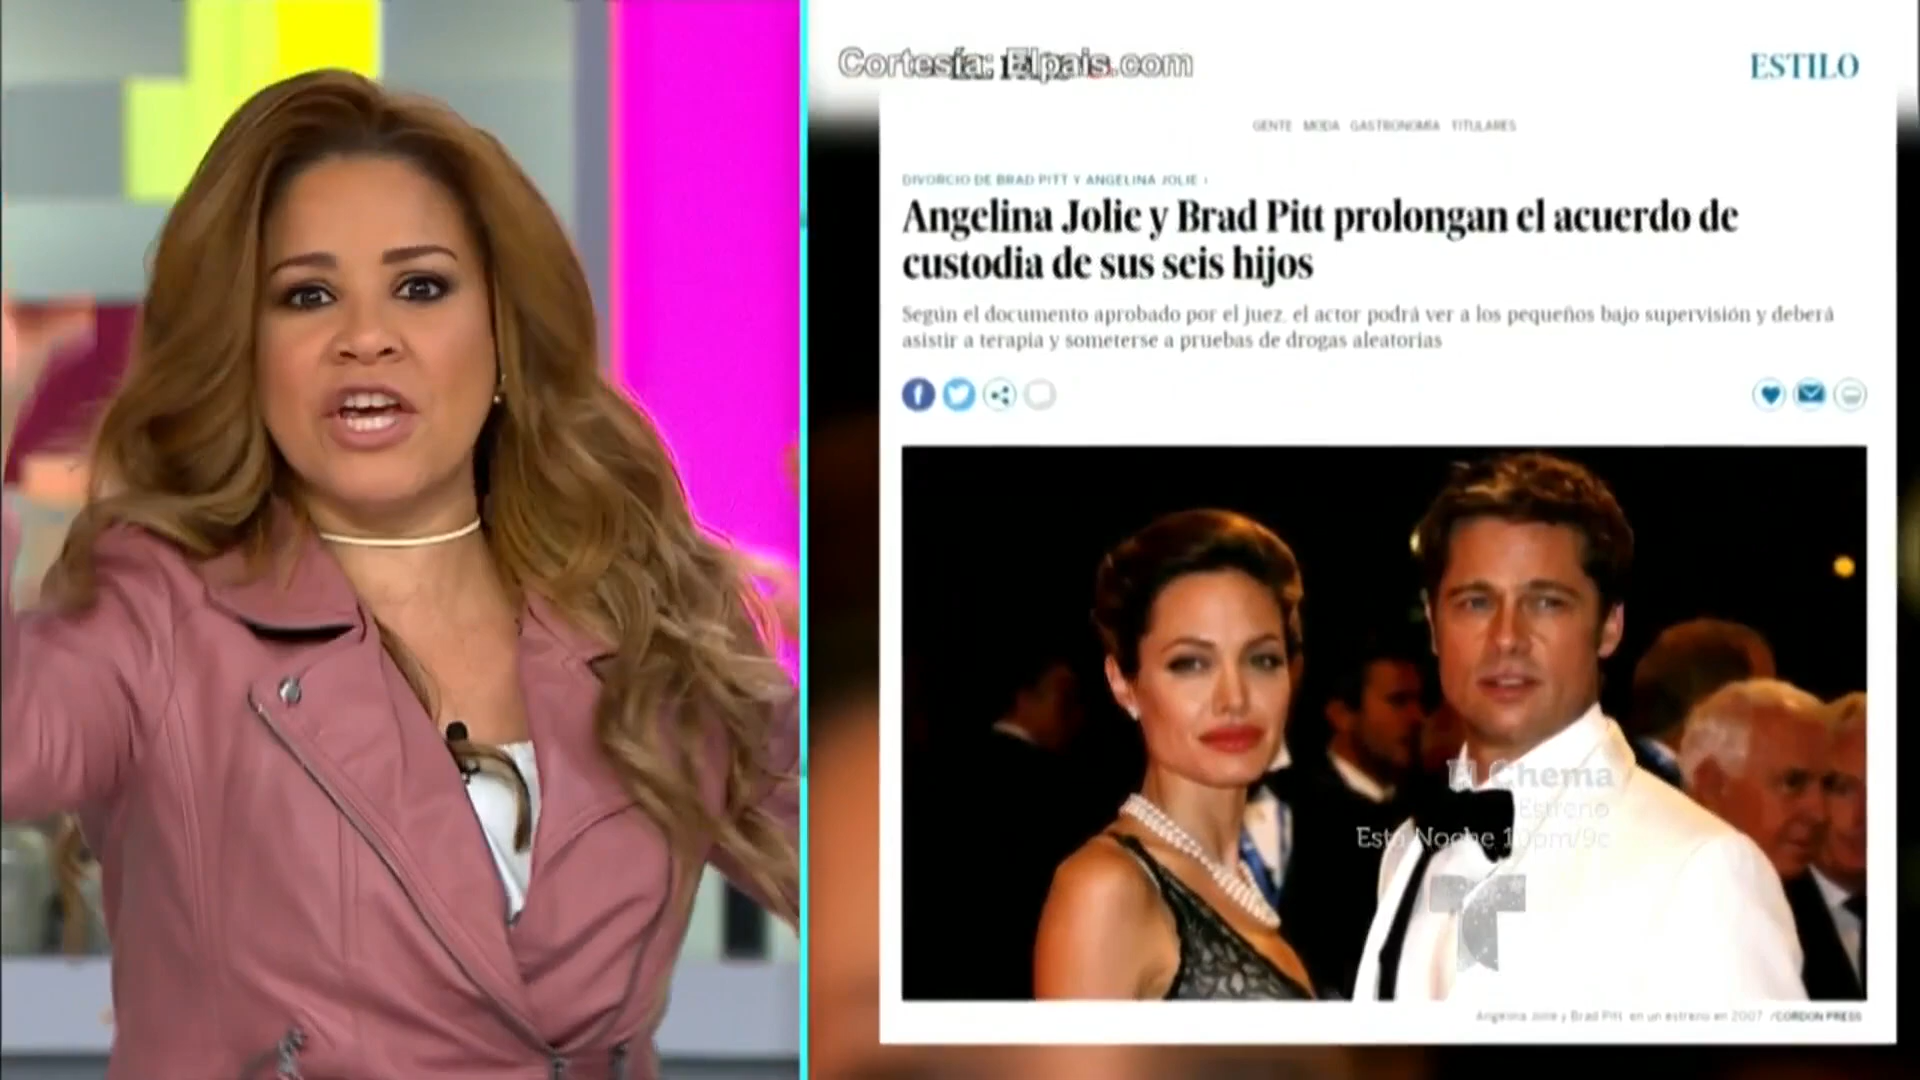 Cortesía: Elpais.com
ESTILO
GENTE MODA GASTRONOMÍA TITULARES
DIVORCIO DE BRAD PITT Y ANGELINA JOLIE ›
Angelina Jolie y Brad Pitt prolongan el acuerdo de
custodia de sus seis hijos
Según el documento aprobado por el juez, el actor podrá ver a los pequeños bajo supervisión y deberá
asistir a terapia y someterse a pruebas de drogas aleatorias
El Chema
Estreno
Esta Noche 10pm/9c
Angelina Jolie y Brad Pitt, en un estreno en 2007. / CORDON PRESS